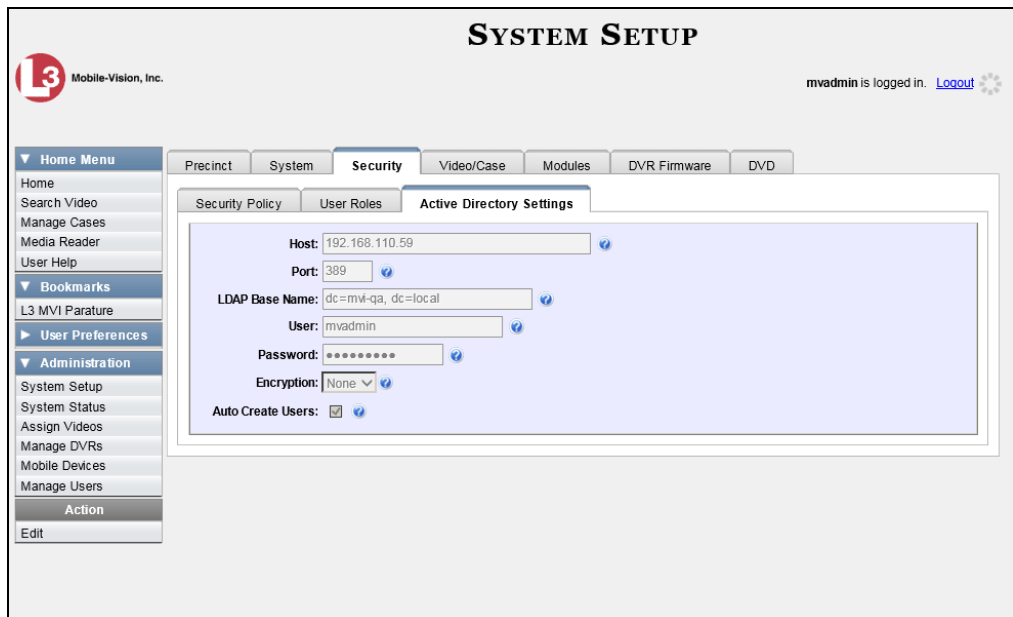 SYSTEM SETUP
L3 Mobile-Vision, Inc.
mvadmin is logged in. Logout
▼ Home Menu
Home
Search Video
Manage Cases
Media Reader
User Help
▼ Bookmarks
L3 MVI Parature
► User Preferences
▼ Administration
System Setup
System Status
Assign Videos
Manage DVRs
Mobile Devices
Manage Users
Action
Edit
Precinct System Security Video/Case Modules DVR Firmware DVD
Security Policy User Roles Active Directory Settings
Host: 192.168.110.59 ?
Port: 389 ?
LDAP Base Name: dc=mvi-qa, dc=local ?
User: mvadmin ?
Password: ●●●●●●●●● ?
Encryption: None ?
Auto Create Users: ?